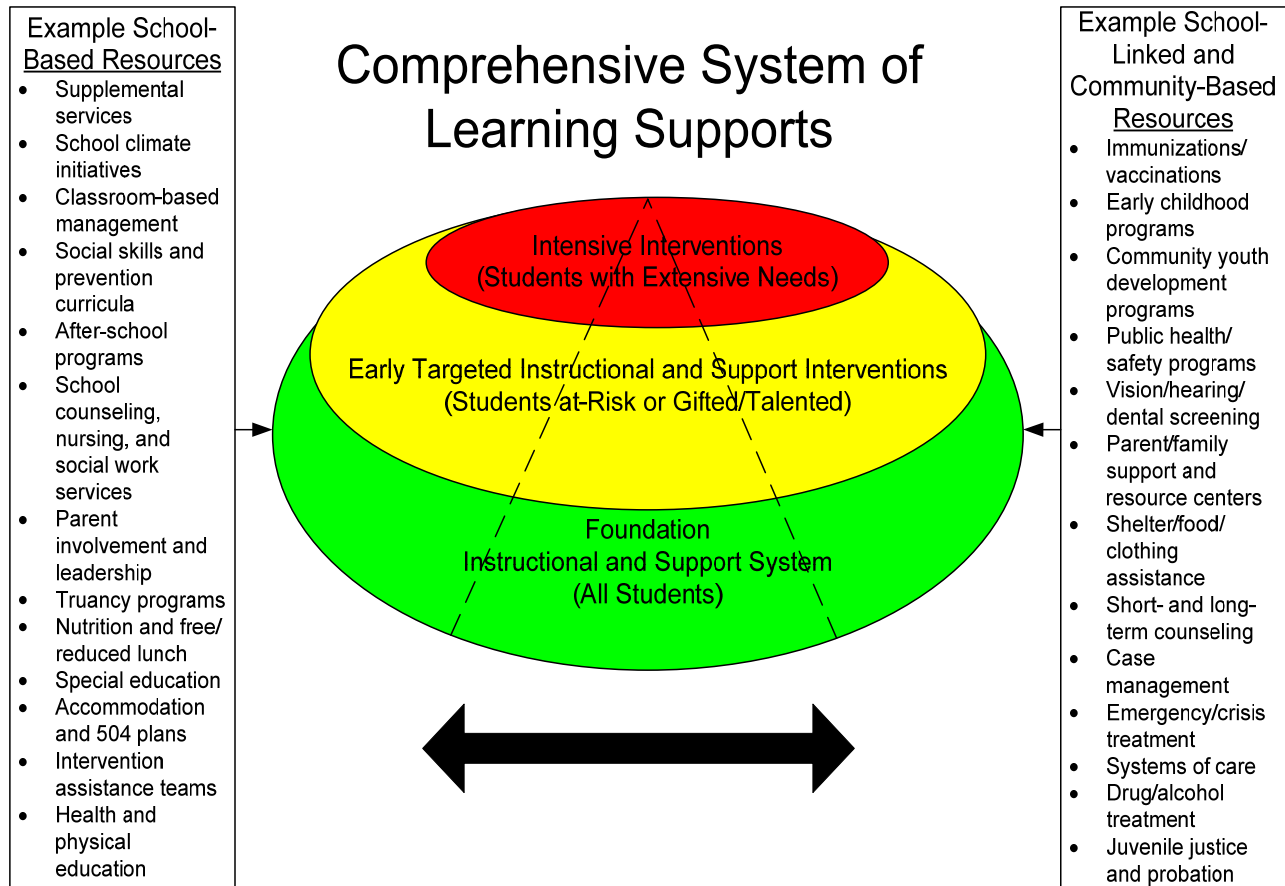 Example School-
Based Resources
• Supplemental
services
• School climate
initiatives
• Classroom-based
management
• Social skills and
prevention
curricula
• After-school
programs
• School
counseling,
nursing, and
social work
services
• Parent
involvement and
leadership
• Truancy programs
• Nutrition and free/
reduced lunch
• Special education
• Accommodation
and 504 plans
• Intervention
assistance teams
• Health and
physical
education
Comprehensive System of
Learning Supports
Intensive Interventions
(Students with Extensive Needs)
Early Targeted Instructional and Support Interventions
(Students at-Risk or Gifted/Talented)
Foundation
Instructional and Support System
(All Students)
Example School-
Linked and
Community-Based
Resources
• Immunizations/
vaccinations
• Early childhood
programs
• Community youth
development
programs
• Public health/
safety programs
• Vision/hearing/
dental screening
• Parent/family
support and
resource centers
• Shelter/food/
clothing
assistance
• Short- and long-
term counseling
• Case
management
• Emergency/crisis
treatment
• Systems of care
• Drug/alcohol
treatment
• Juvenile justice
and probation